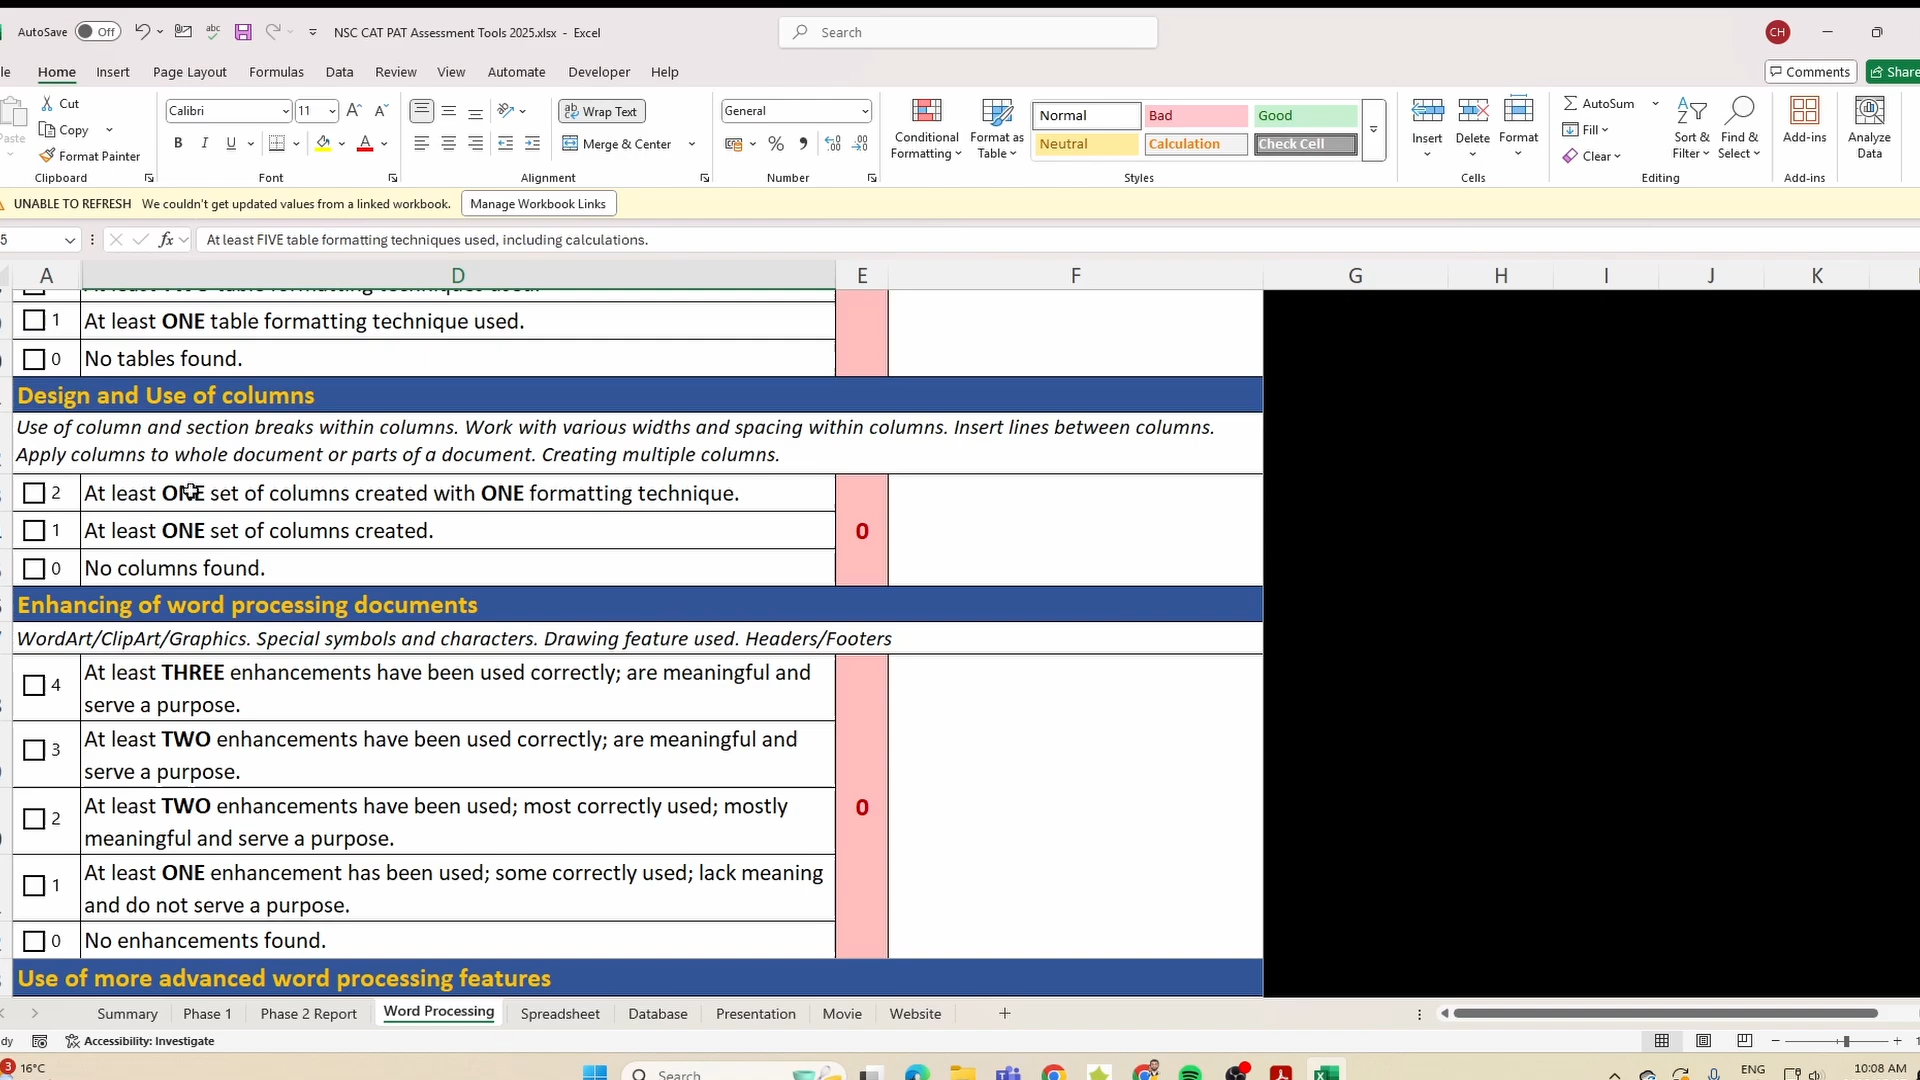 AutoSave Off NSC CAT PAT Assessment Tools 2025.xlsx - Excel Search CH
Home Insert Page Layout Formulas Data Review View Automate Developer Help Comments Share
Cut
Copy
Format Painter
Clipboard
Calibri 11
B I U
Font
Wrap Text
Merge & Center
Alignment
General
Number
Conditional Formatting
Format as Table
Normal Bad Good
Neutral Calculation Check Cell
Styles
Insert Delete Format
Cells
AutoSum
Fill
Clear
Sort & Filter
Find & Select
Editing
Add-ins
Add-ins
Analyze Data
UNABLE TO REFRESH We couldn't get updated values from a linked workbook. Manage Workbook Links
fx At least FIVE table formatting techniques used, including calculations.
A D E F G H I J K
1 At least ONE table formatting technique used.
0 No tables found.
Design and Use of columns
Use of column and section breaks within columns. Work with various widths and spacing within columns. Insert lines between columns.
Apply columns to whole document or parts of a document. Creating multiple columns.
2 At least ONE set of columns created with ONE formatting technique.
1 At least ONE set of columns created. 0
0 No columns found.
Enhancing of word processing documents
WordArt/ClipArt/Graphics. Special symbols and characters. Drawing feature used. Headers/Footers
4 At least THREE enhancements have been used correctly; are meaningful and
serve a purpose.
3 At least TWO enhancements have been used correctly; are meaningful and
serve a purpose.
2 At least TWO enhancements have been used; most correctly used; mostly 0
meaningful and serve a purpose.
1 At least ONE enhancement has been used; some correctly used; lack meaning
and do not serve a purpose.
0 No enhancements found.
Use of more advanced word processing features
Summary Phase 1 Phase 2 Report Word Processing Spreadsheet Database Presentation Movie Website
Accessibility: Investigate
3 16°C Search ENG 10:08 AM